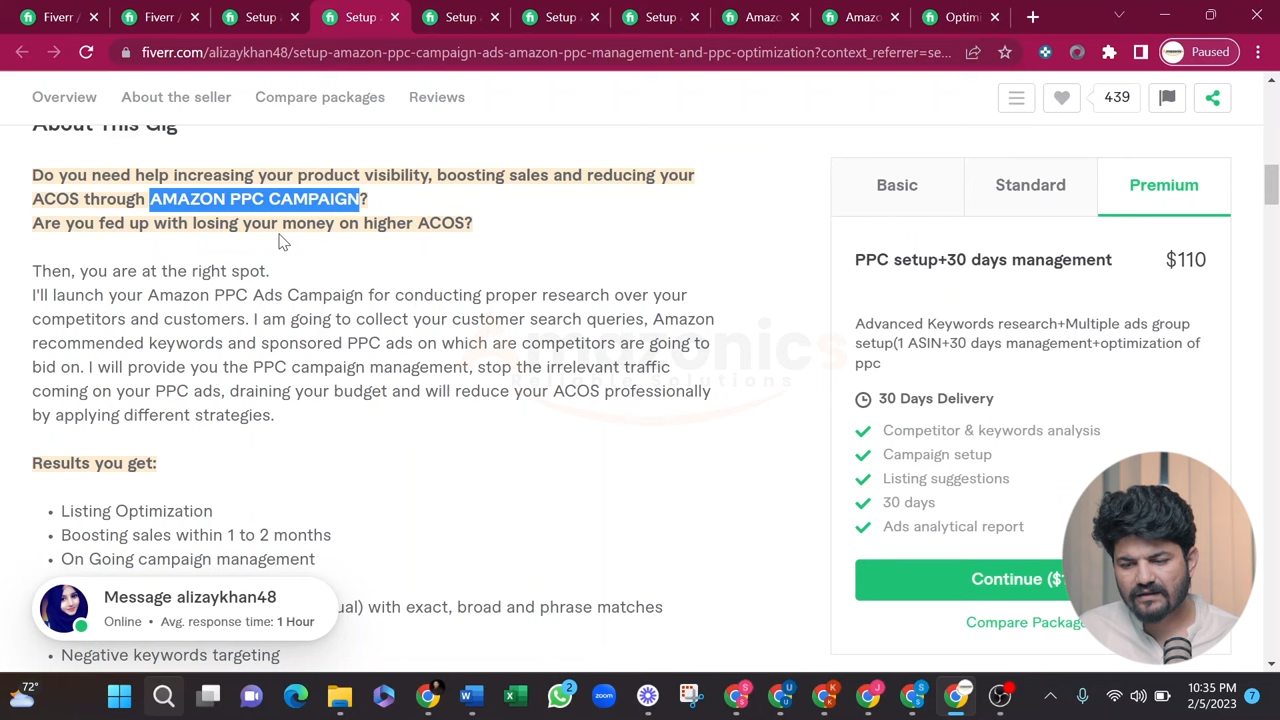 Fiverr /
Fiverr /
Setup
Setup
Setup
Setup
Setup
Amazo
Amazo
Optimi
fiverr.com/alizaykhan48/setup-amazon-ppc-campaign-ads-amazon-ppc-management-and-ppc-optimization?context_referrer=se...
Paused
Overview
About the seller
Compare packages
Reviews
439
About This Gig
Do you need help increasing your product visibility, boosting sales and reducing your
ACOS through AMAZON PPC CAMPAIGN?
Are you fed up with losing your money on higher ACOS?
Then, you are at the right spot.
I'll launch your Amazon PPC Ads Campaign for conducting proper research over your
competitors and customers. I am going to collect your customer search queries, Amazon
recommended keywords and sponsored PPC ads on which are competitors are going to
bid on. I will provide you the PPC campaign management, stop the irrelevant traffic
coming on your PPC ads, draining your budget and will reduce your ACOS professionally
by applying different strategies.
Results you get:
• Listing Optimization
• Boosting sales within 1 to 2 months
• On Going campaign management
ual) with exact, broad and phrase matches
• Negative keywords targeting
Message alizaykhan48
Online • Avg. response time: 1 Hour
Basic
Standard
Premium
PPC setup+30 days management
$110
Advanced Keywords research+Multiple ads group
setup(1 ASIN+30 days management+optimization of
ppc
30 Days Delivery
Competitor & keywords analysis
Campaign setup
Listing suggestions
30 days
Ads analytical report
Continue ($
Compare Package
Amazonics
Reliable Solutions
72°
2
10:35 PM
2/5/2023
7